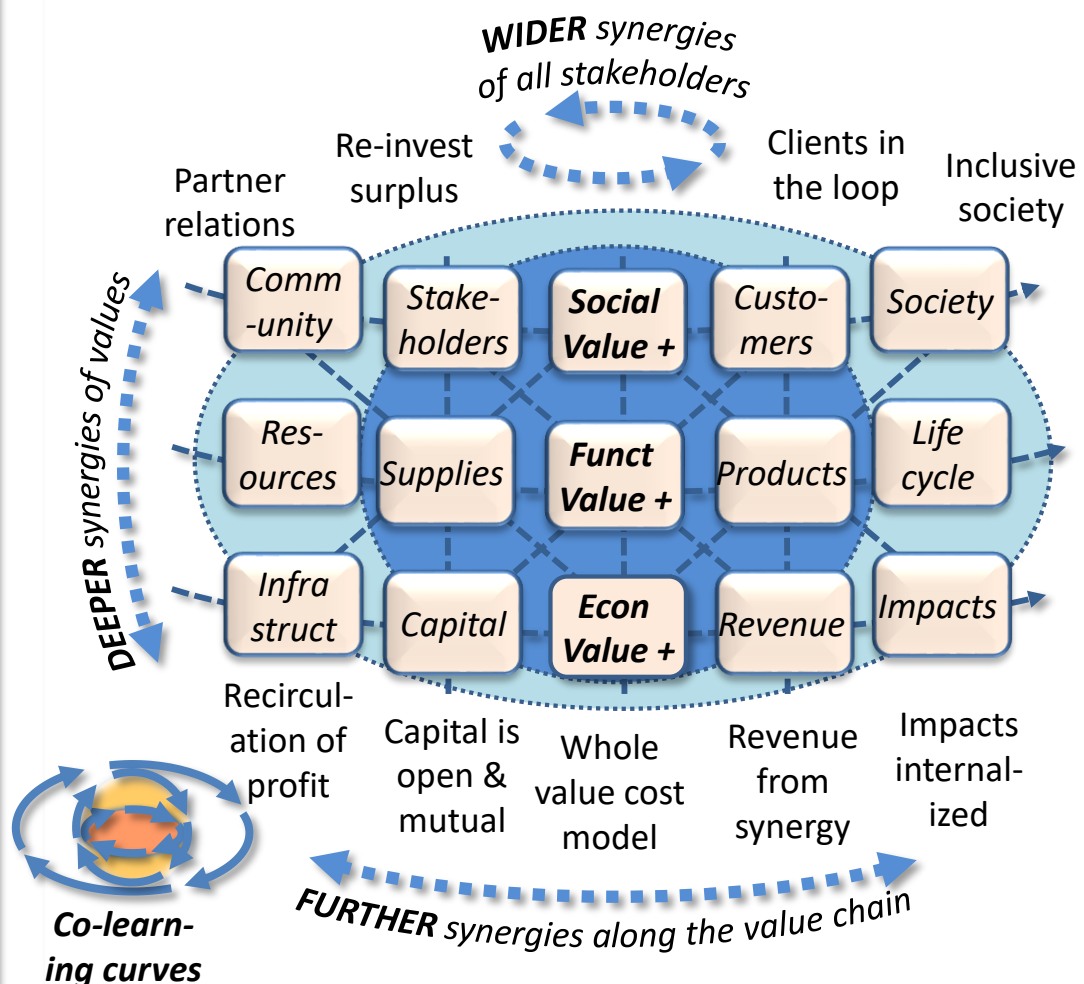 WIDER synergies
of all stakeholders
Re-invest
surplus
Clients in
the loop
Partner
relations
Inclusive
society
DEEPER synergies of values
Comm
-unity
Stake-
holders
Social
Value +
Custo-
mers
Society
Res-
ources
Supplies
Funct
Value +
Products
Life
cycle
Infra
struct
Capital
Econ
Value +
Revenue
Impacts
Recircul-
ation of
profit
Capital is
open &
mutual
Whole
value cost
model
Revenue
from
synergy
Impacts
internal-
ized
FURTHER synergies along the value chain
Co-learn-
ing curves